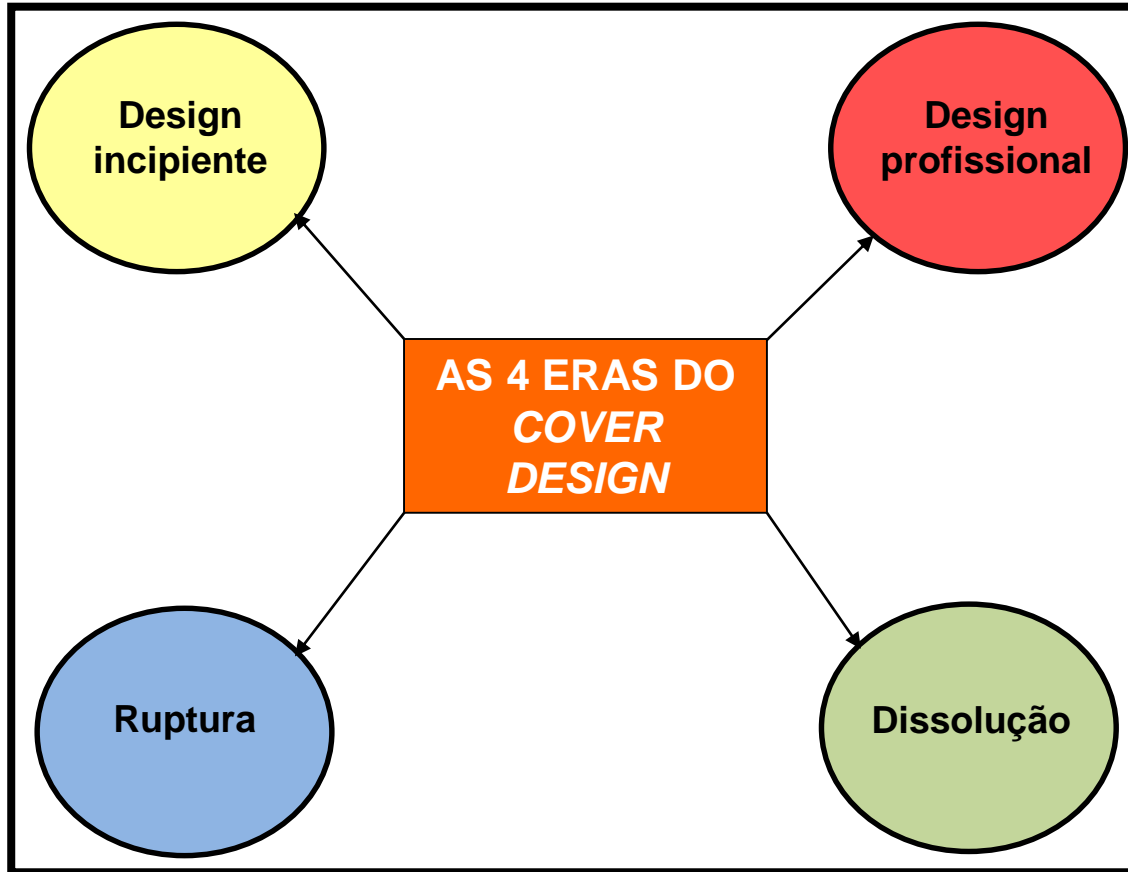 Design
incipiente
Design
profissional
AS 4 ERAS DO
COVER
DESIGN
Ruptura
Dissolução